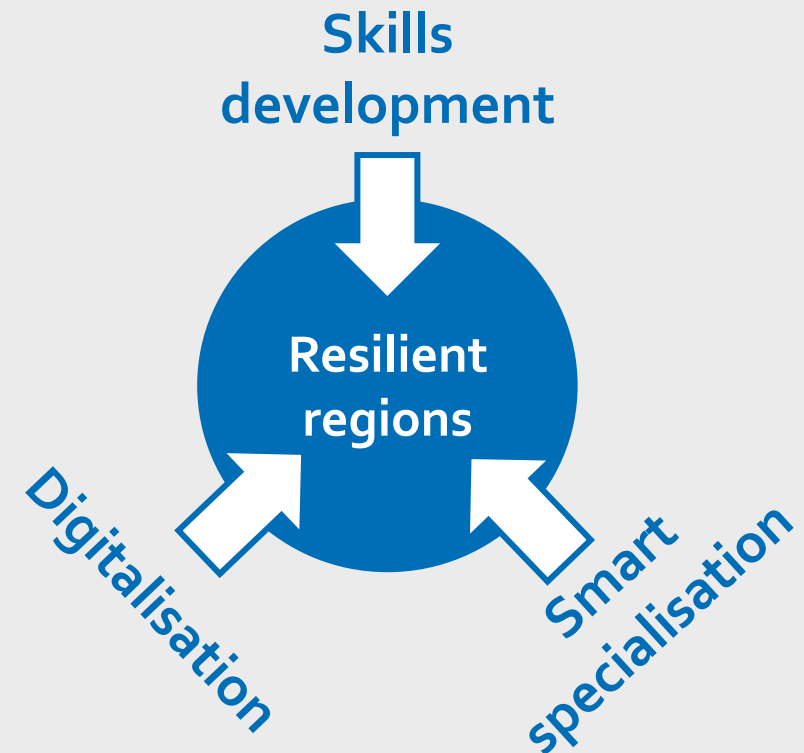 Skills
development
Resilient
regions
Digitalisation
Smart
specialisation